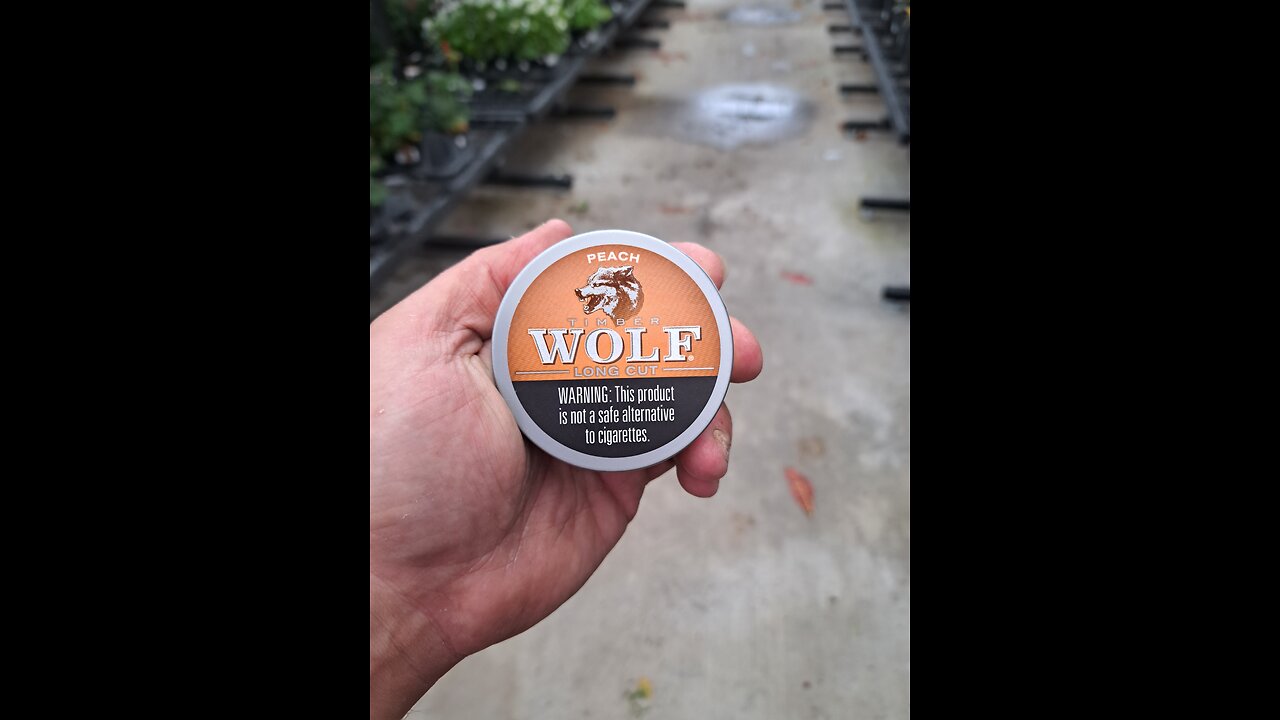 PEACH
TIMBER
WOLF®
LONG CUT
WARNING: This product
is not a safe alternative
to cigarettes.